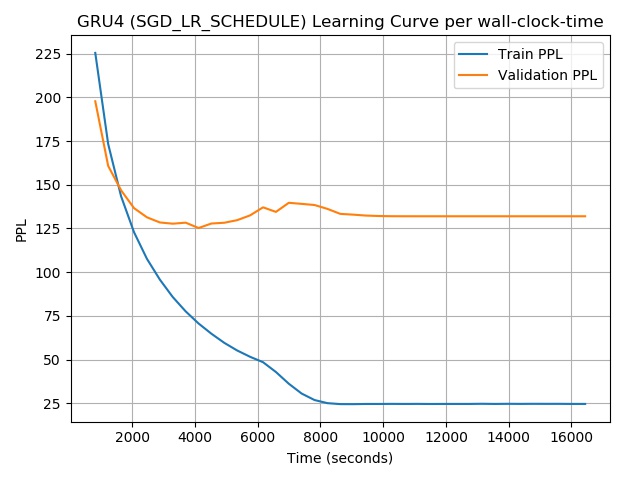 GRU4 (SGD_LR_SCHEDULE) Learning Curve per wall-clock-time
Train PPL
Validation PPL
225
200
175
150
125
100
75
50
25
PPL
2000 4000 6000 8000 10000 12000 14000 16000
Time (seconds)